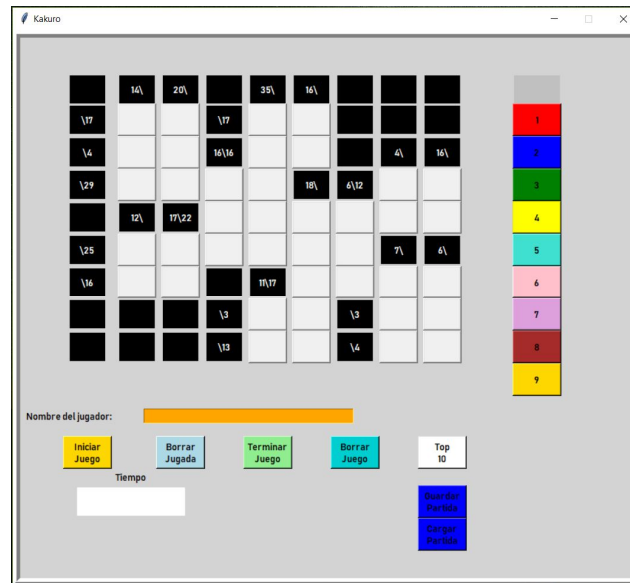 Kakuro
14\ 20\ 35\ 16\
\17 \17 1
\4 16\16 4\ 16\ 2
\29 18\ 6\12 3
12\ 17\22 4
\25 7\ 6\ 5
\16 11\17 6
\3 \3 7
\13 \4 8
9
Nombre del jugador:
Iniciar Juego
Borrar Jugada
Terminar Juego
Borrar Juego
Top 10
Tiempo
Guardar Partida
Cargar Partida